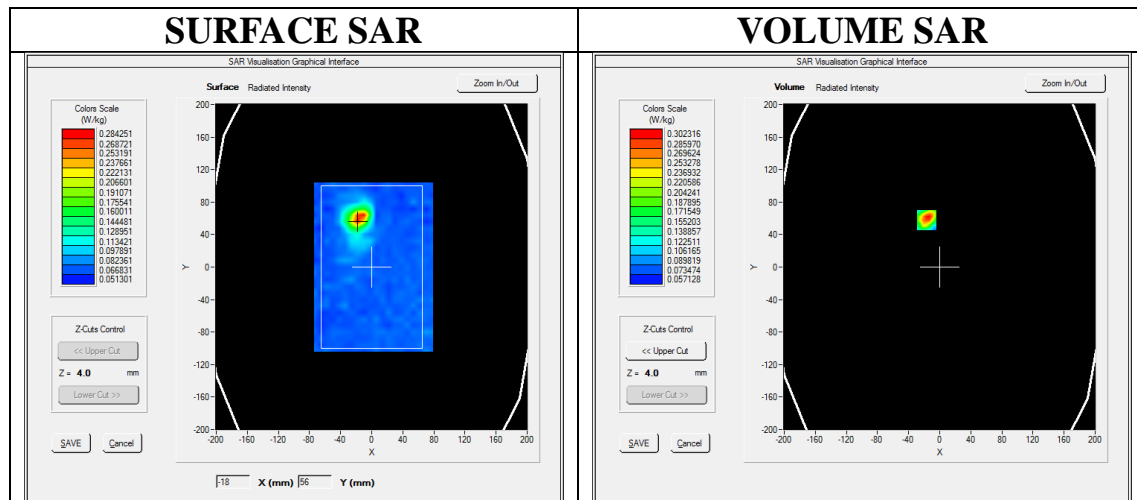 SURFACE SAR
VOLUME SAR
SAR Visualisation Graphical Interface
Surface Radiated Intensity
Zoom In/Out
Colors Scale
(W/kg)
0.284251
0.268721
0.253191
0.237661
0.222131
0.206601
0.191071
0.175541
0.160011
0.144481
0.128951
0.113421
0.097891
0.082361
0.066831
0.051301
200
160
120
80
40
0
-40
-80
-120
-160
-200
Y
-200 -160 -120 -80 -40 0 40 80 120 160 200
X
Z-Cuts Control
<< Upper Cut
Z = 4.0 mm
Lower Cut >>
SAVE Cancel
-18 X (mm) 56 Y (mm)
SAR Visualisation Graphical Interface
Volume Radiated Intensity
Zoom In/Out
Colors Scale
(W/kg)
0.302316
0.285970
0.269624
0.253278
0.236932
0.220586
0.204241
0.187895
0.171549
0.155203
0.138857
0.122511
0.106165
0.089819
0.073474
0.057128
200
160
120
80
40
0
-40
-80
-120
-160
-200
Y
-200 -160 -120 -80 -40 0 40 80 120 160 200
X
Z-Cuts Control
<< Upper Cut
Z = 4.0 mm
Lower Cut >>
SAVE Cancel